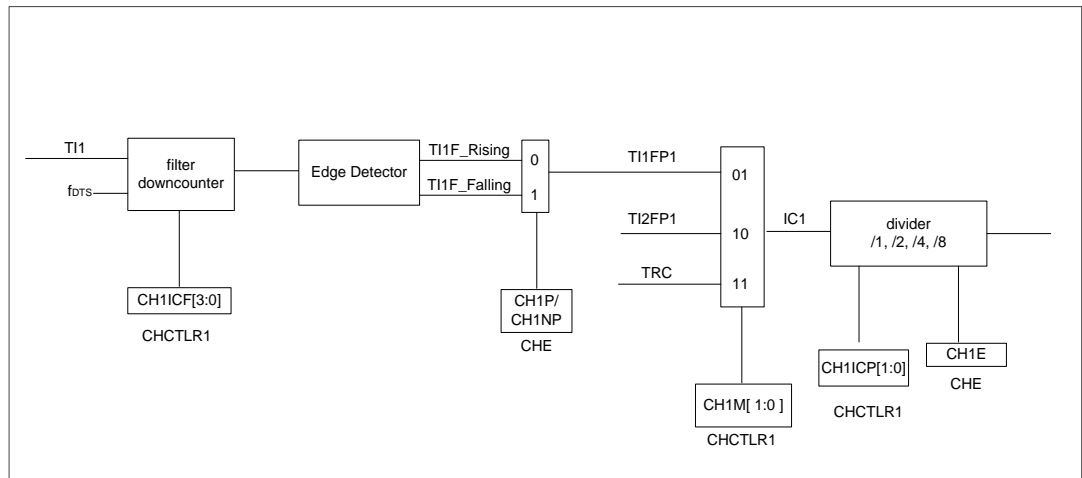 TI1
fDTS
filter
downcounter
CH1ICF[3:0]
CHCTLR1
Edge Detector
TI1F_Rising
TI1F_Falling
0
1
CH1P/
CH1NP
CHE
TI1FP1
TI2FP1
TRC
01
10
11
CH1M[ 1:0 ]
CHCTLR1
IC1
divider
/1, /2, /4, /8
CH1ICP[1:0]
CHCTLR1
CH1E
CHE